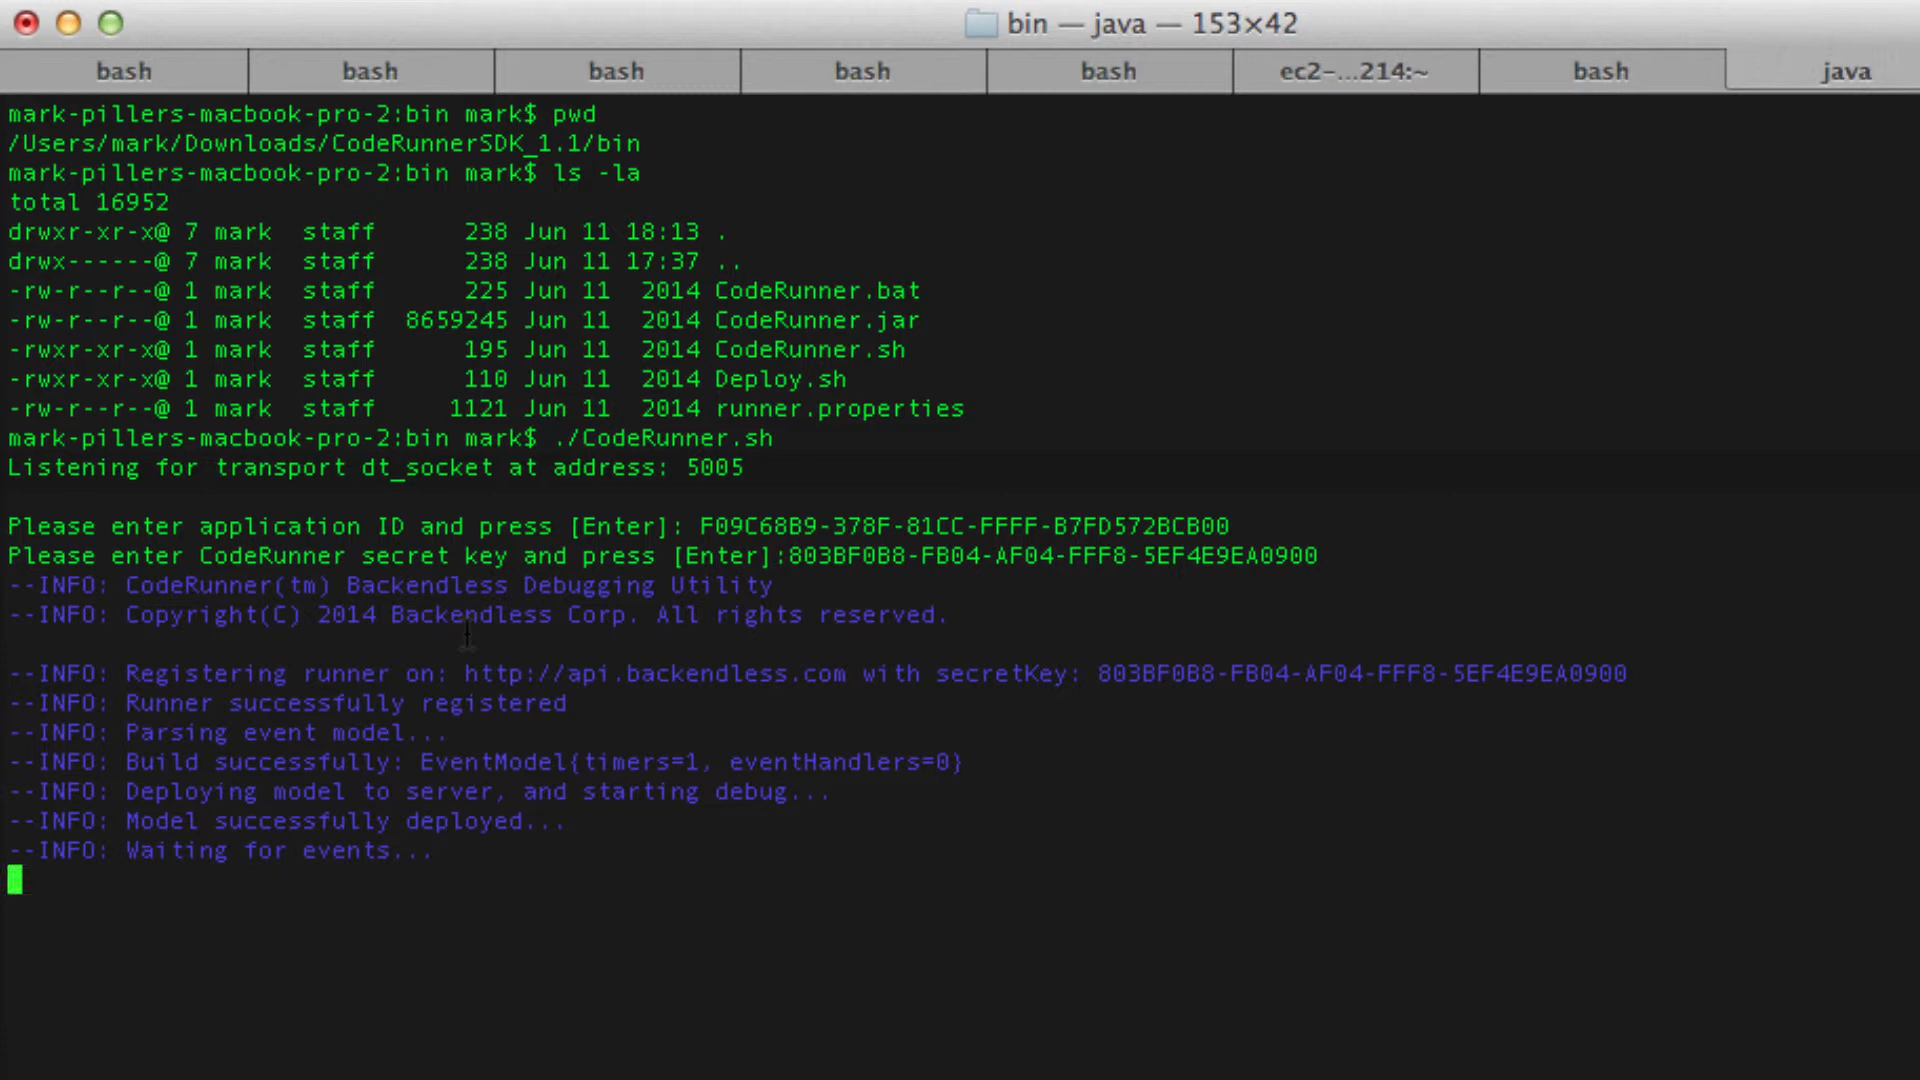 bin — java — 153×42
bash bash bash bash bash ec2-...214:~ bash java
mark-pillers-macbook-pro-2:bin mark$ pwd
/Users/mark/Downloads/CodeRunnerSDK_1.1/bin
mark-pillers-macbook-pro-2:bin mark$ ls -la
total 16952
drwxr-xr-x@ 7 mark  staff      238 Jun 11 18:13 .
drwx------@ 7 mark  staff      238 Jun 11 17:37 ..
-rw-r--r--@ 1 mark  staff      225 Jun 11  2014 CodeRunner.bat
-rw-r--r--@ 1 mark  staff  8659245 Jun 11  2014 CodeRunner.jar
-rwxr-xr-x@ 1 mark  staff      195 Jun 11  2014 CodeRunner.sh
-rwxr-xr-x@ 1 mark  staff      110 Jun 11  2014 Deploy.sh
-rw-r--r--@ 1 mark  staff     1121 Jun 11  2014 runner.properties
mark-pillers-macbook-pro-2:bin mark$ ./CodeRunner.sh
Listening for transport dt_socket at address: 5005
Please enter application ID and press [Enter]: F09C68B9-378F-81CC-FFFF-B7FD572BCB00
Please enter CodeRunner secret key and press [Enter]:803BF0B8-FB04-AF04-FFF8-5EF4E9EA0900
--INFO: CodeRunner(tm) Backendless Debugging Utility
--INFO: Copyright(C) 2014 Backendless Corp. All rights reserved.
--INFO: Registering runner on: http://api.backendless.com with secretKey: 803BF0B8-FB04-AF04-FFF8-5EF4E9EA0900
--INFO: Runner successfully registered
--INFO: Parsing event model...
--INFO: Build successfully: EventModel{timers=1, eventHandlers=0}
--INFO: Deploying model to server, and starting debug...
--INFO: Model successfully deployed...
--INFO: Waiting for events...